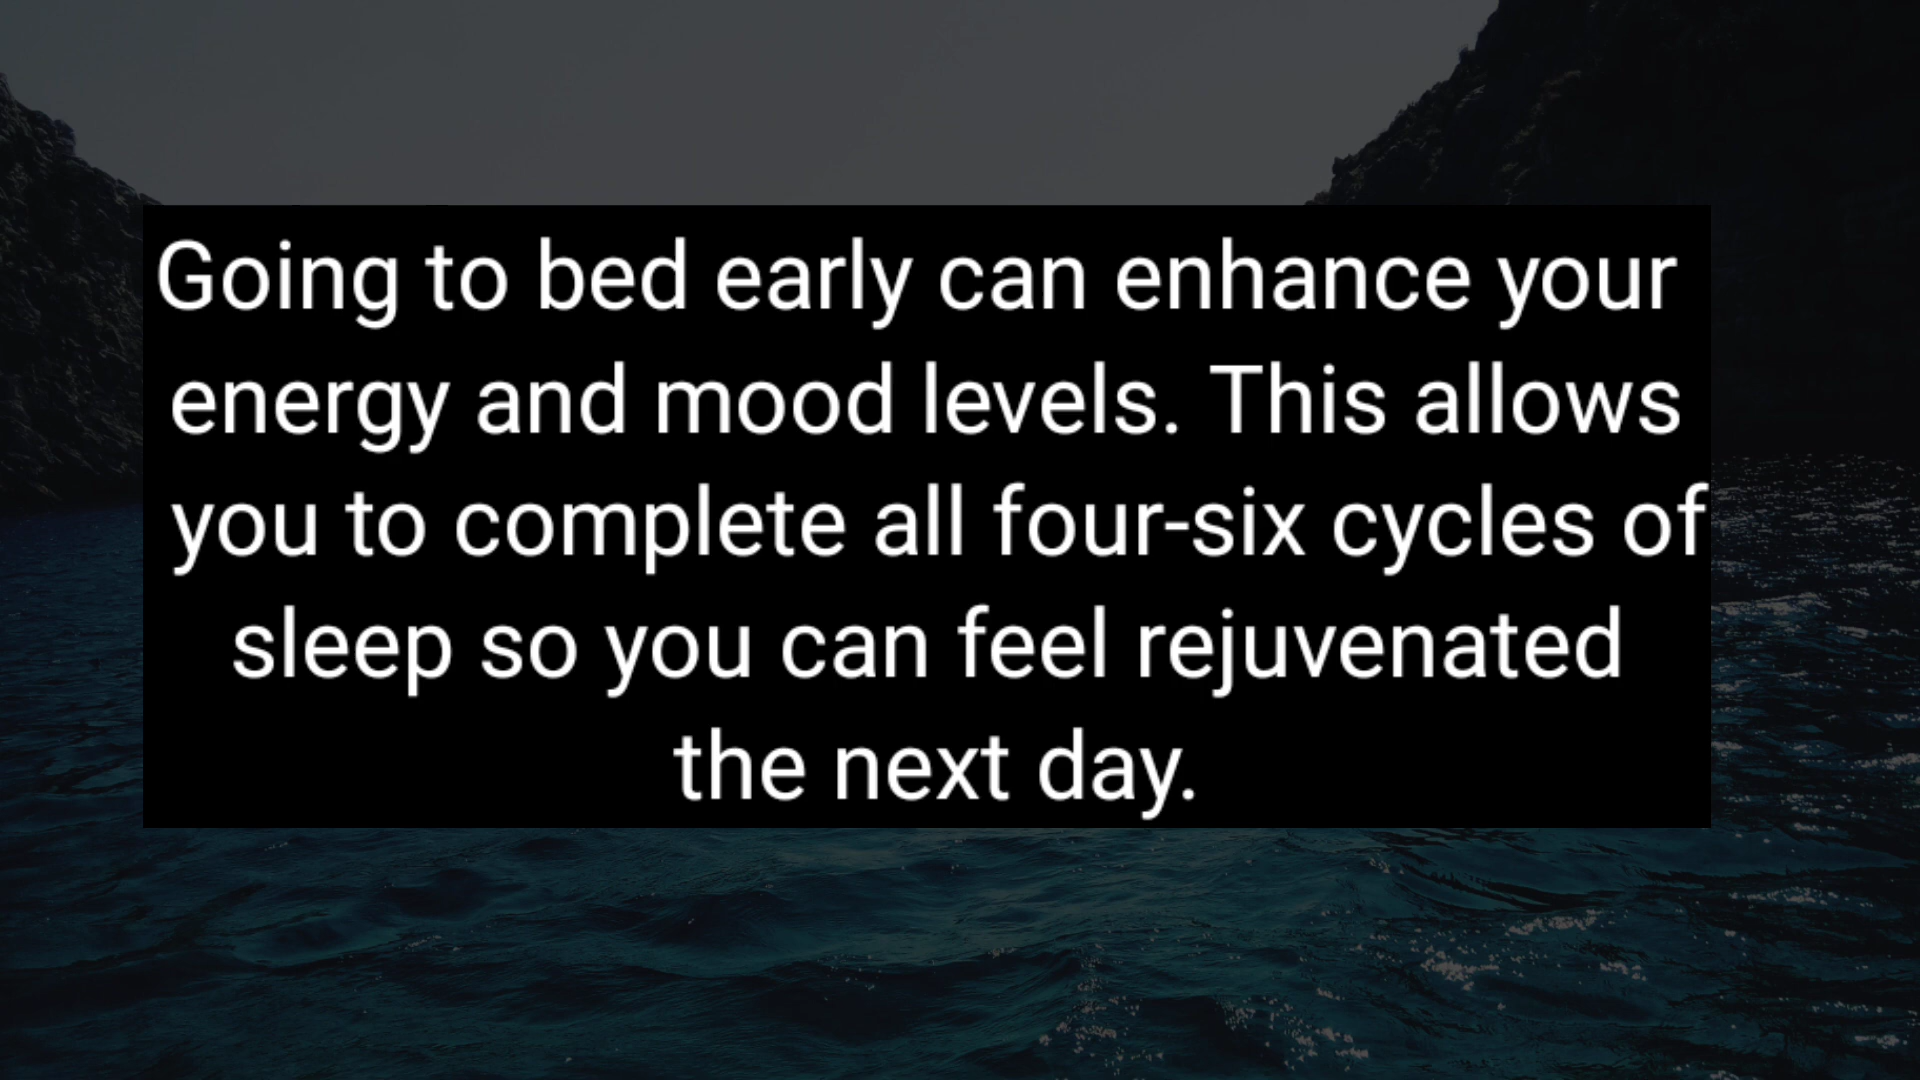 Going to bed early can enhance your
energy and mood levels. This allows
you to complete all four-six cycles of
sleep so you can feel rejuvenated
the next day.